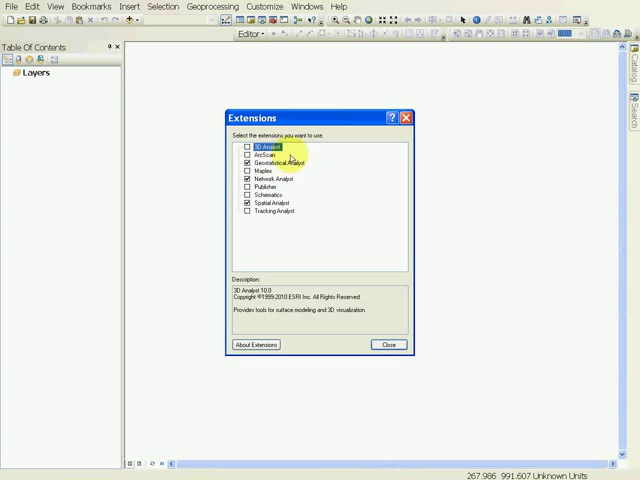 File Edit View Bookmarks Insert Selection Geoprocessing Customize Windows Help
Editor
Table Of Contents
Layers
Catalog
Search
Extensions
Select the extensions you want to use.
3D Analyst
ArcScan
Geostatistical Analyst
Maplex
Network Analyst
Publisher
Schematics
Spatial Analyst
Tracking Analyst
Description:
3D Analyst 10.0
Copyright ©1999-2010 ESRI Inc. All Rights Reserved
Provides tools for surface modeling and 3D visualization.
About Extensions Close
267.986 991.607 Unknown Units